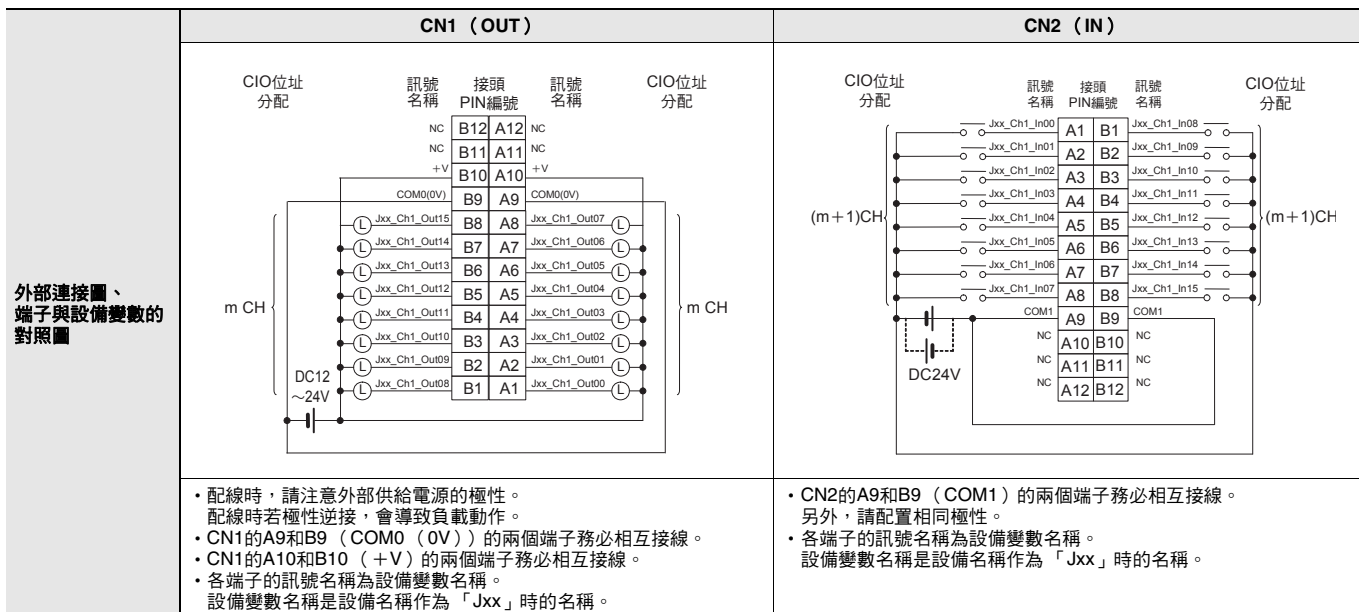 CN1 （OUT）
CN2 （IN）
外部連接圖、
端子與設備變數的
對照圖
CIO位址
分配
訊號
名稱
接頭
PIN編號
訊號
名稱
CIO位址
分配
NC B12 A12 NC
NC B11 A11 NC
+V B10 A10 +V
COM0(0V) B9 A9 COM0(0V)
L Jxx_Ch1_Out15 B8 A8 Jxx_Ch1_Out07 L
L Jxx_Ch1_Out14 B7 A7 Jxx_Ch1_Out06 L
L Jxx_Ch1_Out13 B6 A6 Jxx_Ch1_Out05 L
L Jxx_Ch1_Out12 B5 A5 Jxx_Ch1_Out04 L
m CH
m CH
L Jxx_Ch1_Out11 B4 A4 Jxx_Ch1_Out03 L
L Jxx_Ch1_Out10 B3 A3 Jxx_Ch1_Out02 L
L Jxx_Ch1_Out09 B2 A2 Jxx_Ch1_Out01 L
L Jxx_Ch1_Out08 B1 A1 Jxx_Ch1_Out00 L
DC12
～24V
CIO位址
分配
訊號
名稱
接頭
PIN編號
訊號
名稱
CIO位址
分配
Jxx_Ch1_In00 A1 B1 Jxx_Ch1_In08
Jxx_Ch1_In01 A2 B2 Jxx_Ch1_In09
Jxx_Ch1_In02 A3 B3 Jxx_Ch1_In10
Jxx_Ch1_In03 A4 B4 Jxx_Ch1_In11
(m＋1)CH
(m＋1)CH
Jxx_Ch1_In04 A5 B5 Jxx_Ch1_In12
Jxx_Ch1_In05 A6 B6 Jxx_Ch1_In13
Jxx_Ch1_In06 A7 B7 Jxx_Ch1_In14
Jxx_Ch1_In07 A8 B8 Jxx_Ch1_In15
COM1 A9 B9 COM1
NC A10 B10 NC
NC A11 B11 NC
NC A12 B12 NC
DC24V
・配線時，請注意外部供給電源的極性。
配線時若極性逆接，會導致負載動作。
・CN1的A9和B9 （COM0 （0V））的兩個端子務必相互接線。
・CN1的A10和B10 （＋V）的兩個端子務必相互接線。
・各端子的訊號名稱為設備變數名稱。
設備變數名稱是設備名稱作為 「Jxx」時的名稱。
・CN2的A9和B9 （COM1）的兩個端子務必相互接線。
另外，請配置相同極性。
・各端子的訊號名稱為設備變數名稱。
設備變數名稱是設備名稱作為 「Jxx」時的名稱。